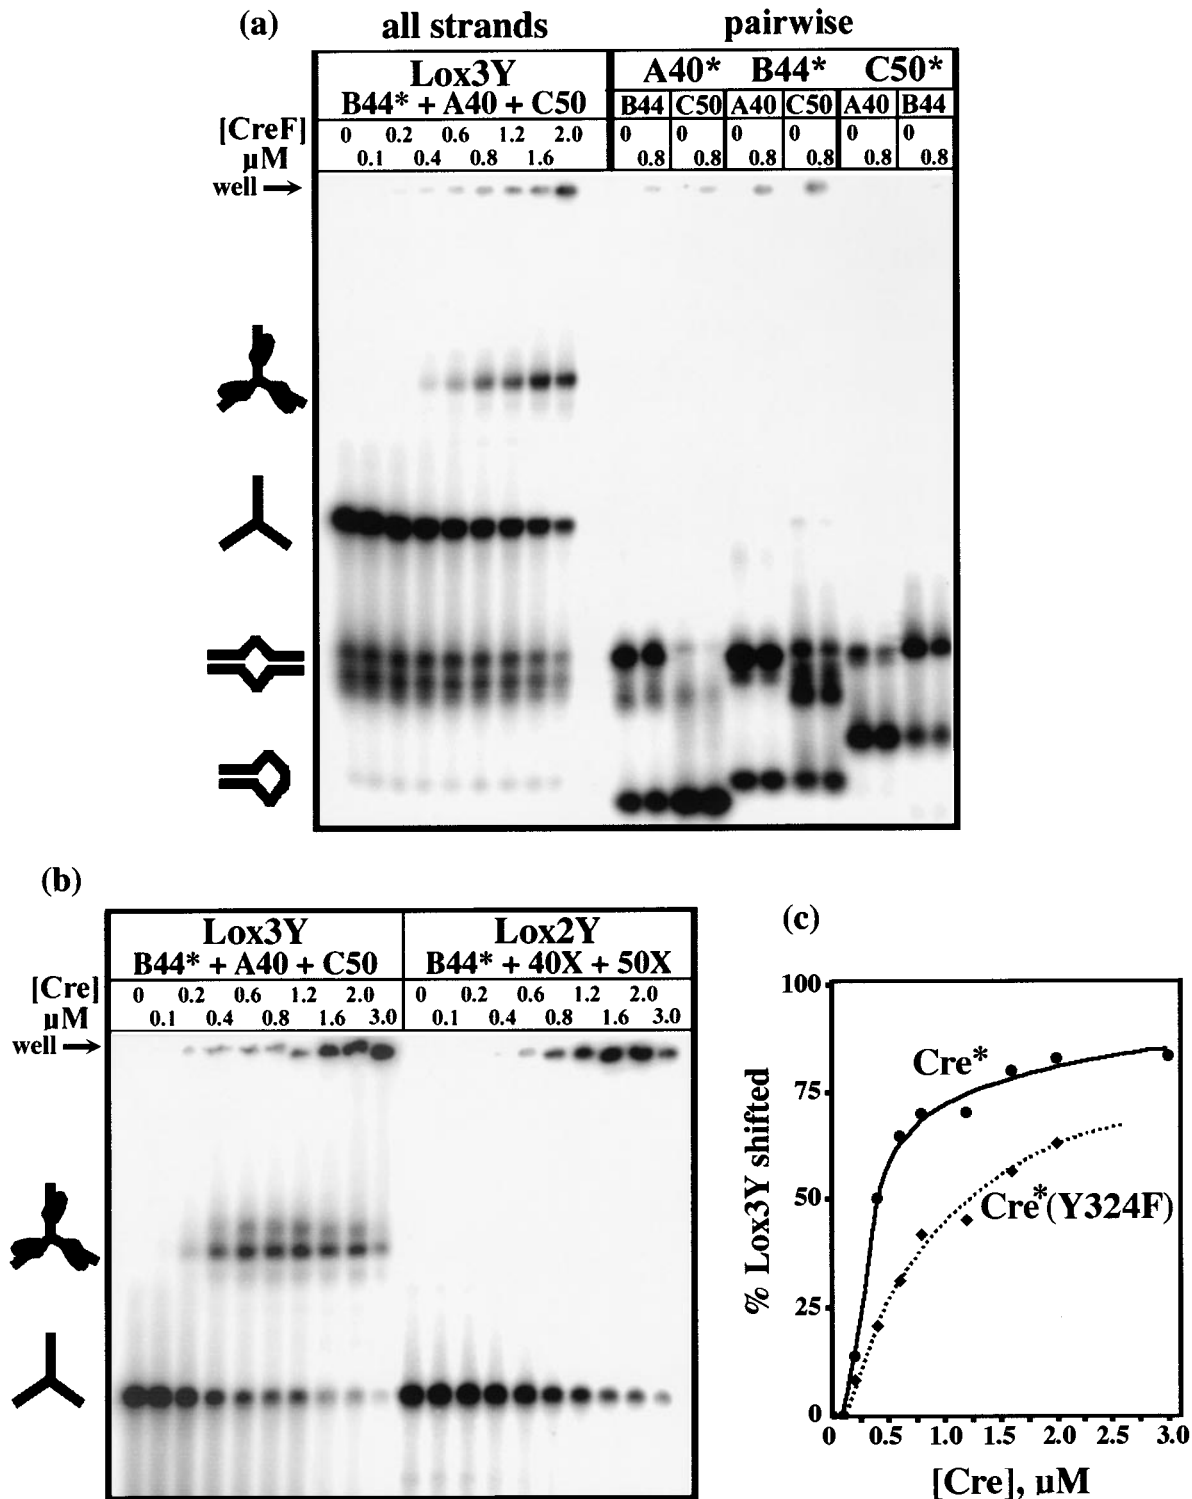 (a) all strands pairwise
Lox3Y A40* B44* C50*
B44* + A40 + C50 B44 C50 A40 C50 A40 B44
[CreF] 0 0.2 0.6 1.2 2.0 0 0 0 0 0 0
µM 0.1 0.4 0.8 1.6 0.8 0.8 0.8 0.8 0.8 0.8
well →
(b)
Lox3Y Lox2Y
B44* + A40 + C50 B44* + 40X + 50X
[Cre] 0 0.2 0.6 1.2 2.0 0 0.2 0.6 1.2 2.0
µM 0.1 0.4 0.8 1.6 3.0 0.1 0.4 0.8 1.6 3.0
well →
(c)
100
75
50
25
0
% Lox3Y shifted
Cre*
Cre*(Y324F)
0 0.5 1.0 1.5 2.0 2.5 3.0
[Cre], µM